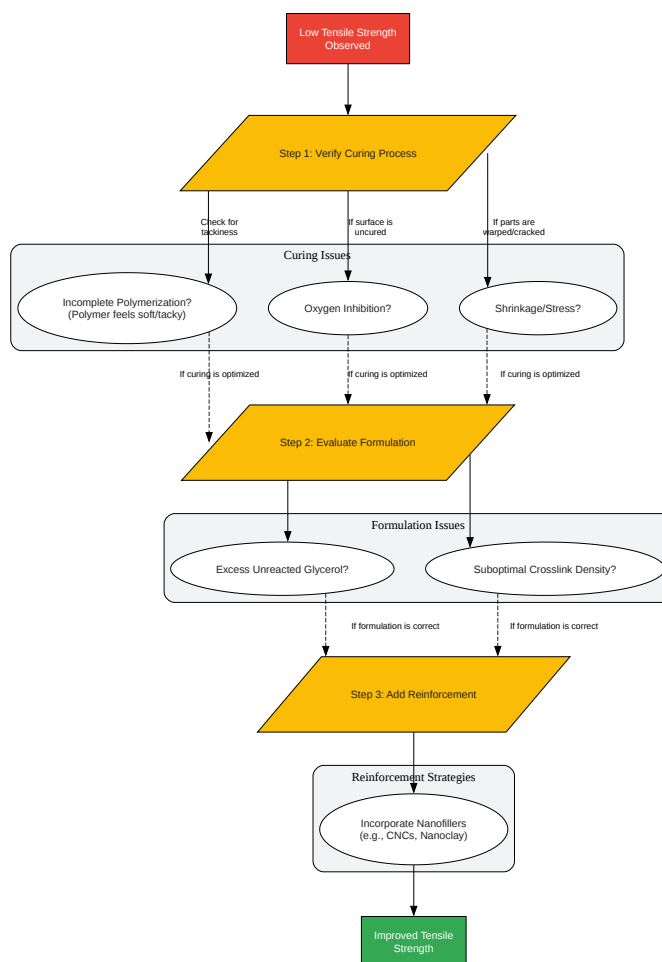 Low Tensile Strength
Observed
Step 1: Verify Curing Process
Check for
tackiness
If surface is
uncured
If parts are
warped/cracked
Curing Issues
Incomplete Polymerization?
(Polymer feels soft/tacky)
Oxygen Inhibition?
Shrinkage/Stress?
If curing is optimized
If curing is optimized
If curing is optimized
Step 2: Evaluate Formulation
Formulation Issues
Excess Unreacted Glycerol?
Suboptimal Crosslink Density?
If formulation is correct
If formulation is correct
Step 3: Add Reinforcement
Reinforcement Strategies
Incorporate Nanofillers
(e.g., CNCs, Nanoclay)
Improved Tensile
Strength